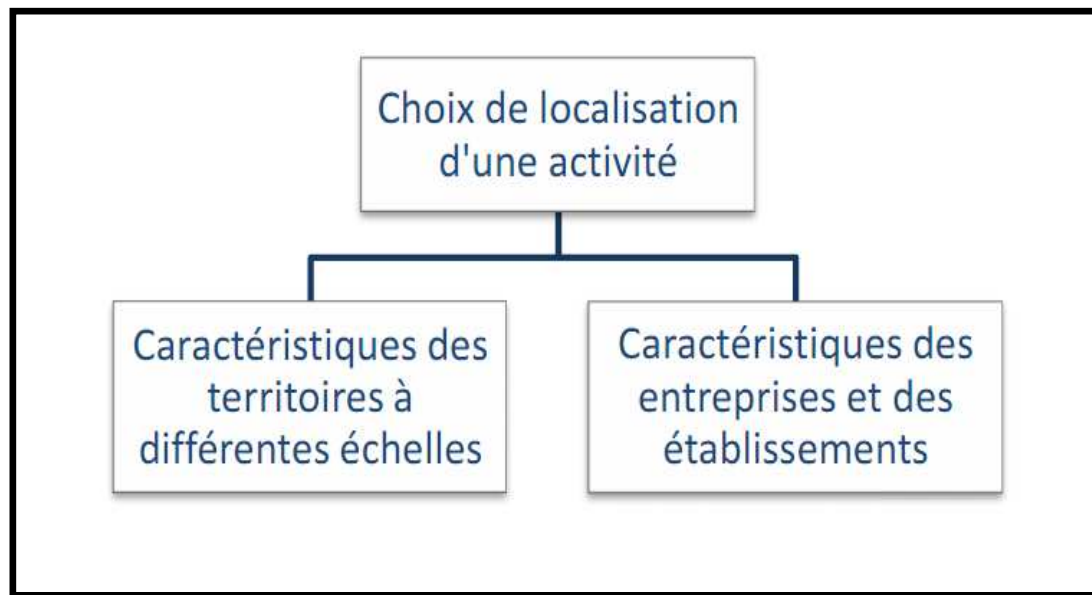 Choix de localisation
d'une activité
Caractéristiques des
territoires à
différentes échelles
Caractéristiques des
entreprises et des
établissements